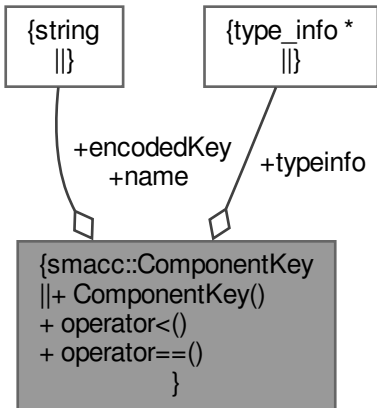 {string
||}
{type_info *
||}
+encodedKey
+name
+typeinfo
{smacc::ComponentKey
||+ ComponentKey()
+ operator<()
+ operator==()
}